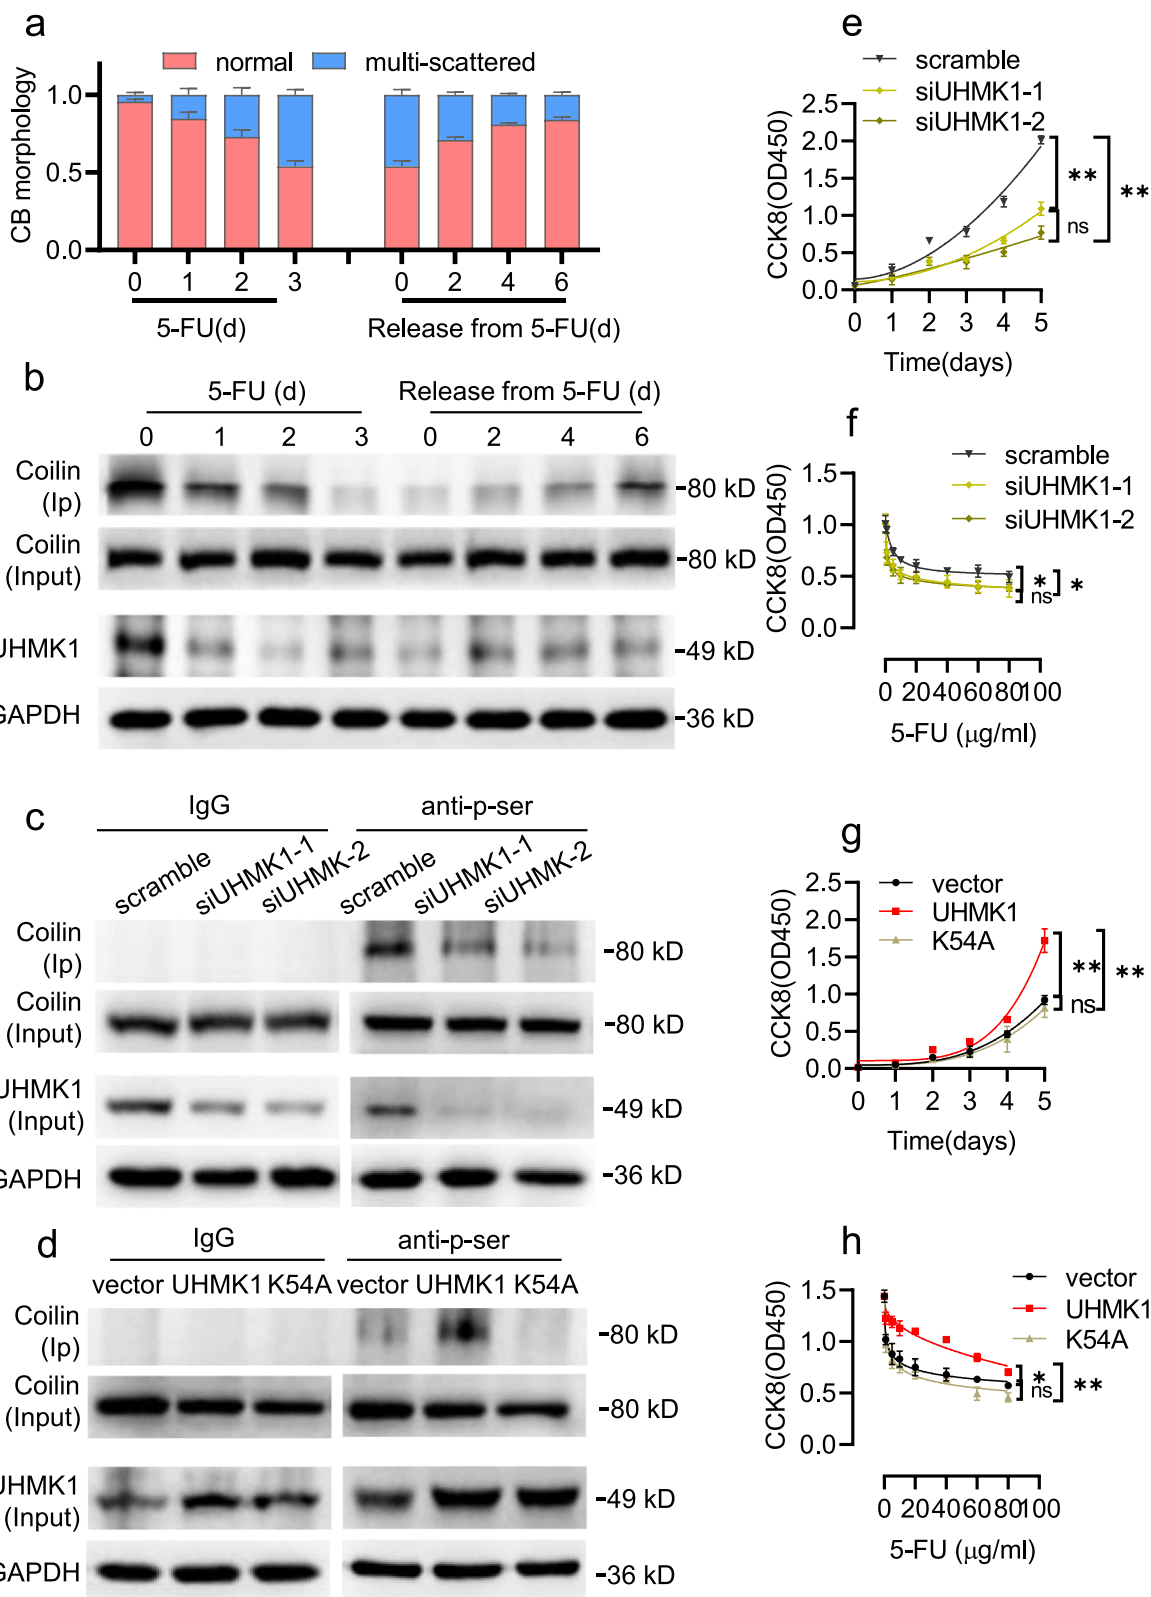 a
normal
multi-scattered
CB morphology
1.0
0.5
0.0
0 1 2 3 0 2 4 6
5-FU(d)
Release from 5-FU(d)
b
5-FU (d)
Release from 5-FU (d)
0 1 2 3 0 2 4 6
Coilin
(Ip)
-80 kD
Coilin
(Input)
-80 kD
UHMK1
-49 kD
GAPDH
-36 kD
c
IgG
anti-p-ser
scramble siUHMK1-1 siUHMK-2 scramble siUHMK1-1 siUHMK-2
Coilin
(Ip)
-80 kD
Coilin
(Input)
-80 kD
UHMK1
(Input)
-49 kD
GAPDH
-36 kD
d
IgG
anti-p-ser
vector UHMK1 K54A vector UHMK1 K54A
Coilin
(Ip)
-80 kD
Coilin
(Input)
-80 kD
UHMK1
(Input)
-49 kD
GAPDH
-36 kD
e
scramble
siUHMK1-1
siUHMK1-2
CCK8(OD450)
2.5
2.0
1.5
1.0
0.5
0.0
** ns **
0 1 2 3 4 5
Time(days)
f
scramble
siUHMK1-1
siUHMK1-2
CCK8(OD450)
1.5
1.0
0.5
0.0
* ns *
0 20 40 60 80 100
5-FU (μg/ml)
g
vector
UHMK1
K54A
CCK8(OD450)
2.5
2.0
1.5
1.0
0.5
0.0
** ns **
0 1 2 3 4 5
Time(days)
h
vector
UHMK1
K54A
CCK8(OD450)
1.5
1.0
0.5
0.0
* ns **
0 20 40 60 80 100
5-FU (μg/ml)